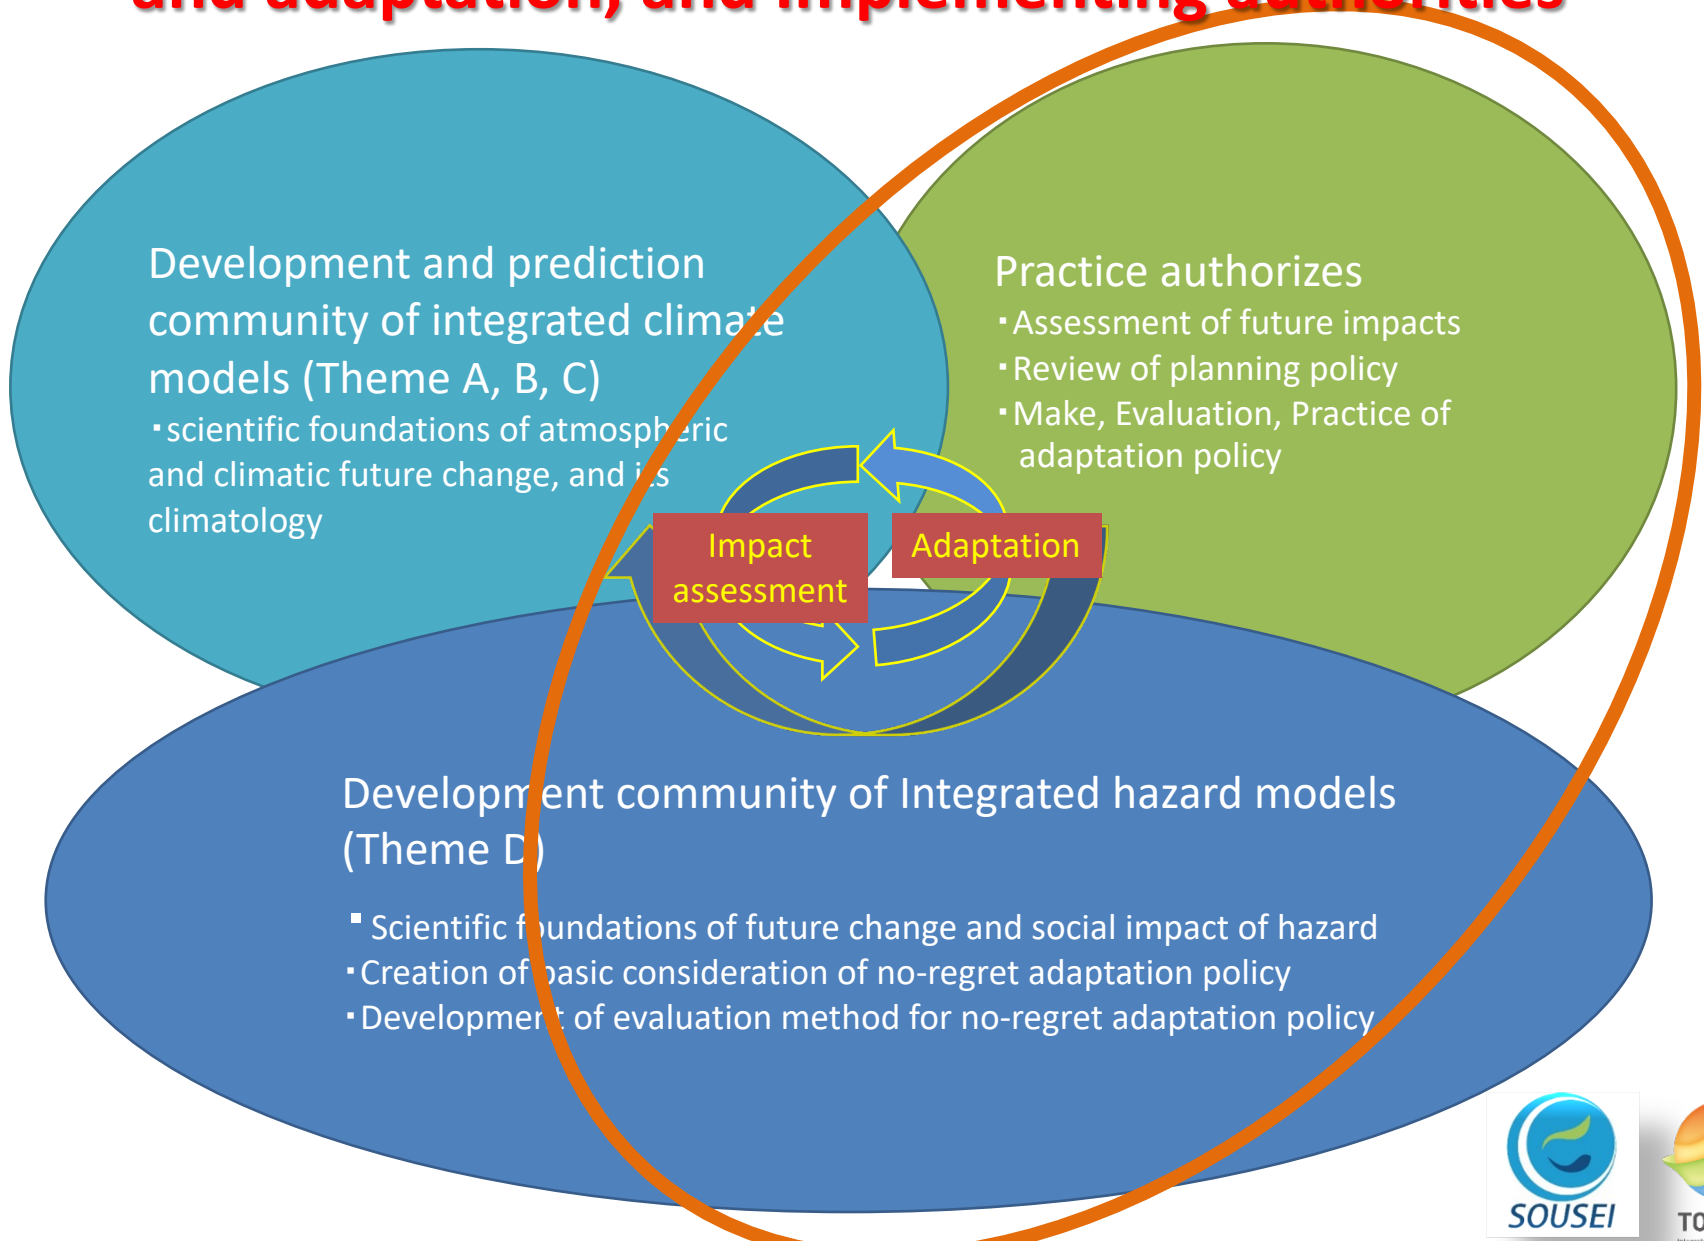 and adaptation, and implementing authorities
Development and prediction
community of integrated climate
models (Theme A, B, C)
・scientific foundations of atmospheric
and climatic future change, and its
climatology
Practice authorizes
・Assessment of future impacts
・Review of planning policy
・Make, Evaluation, Practice of
adaptation policy
Impact
assessment
Adaptation
Development community of Integrated hazard models
(Theme D)
▪ Scientific foundations of future change and social impact of hazard
・Creation of basic consideration of no-regret adaptation policy
・Development of evaluation method for no-regret adaptation policy
SOUSEI